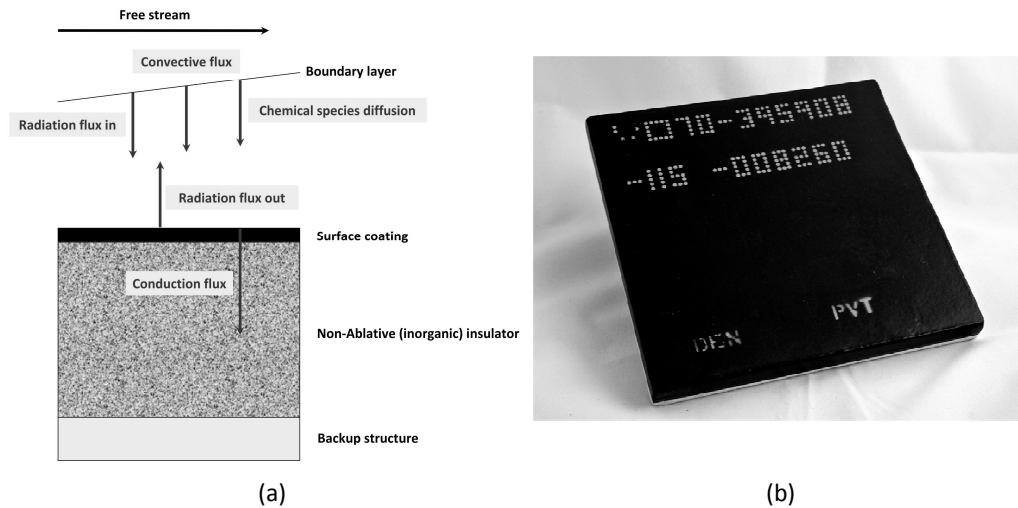 Free stream
Convective flux
Boundary layer
Radiation flux in
Chemical species diffusion
Radiation flux out
Surface coating
Conduction flux
Non-Ablative (inorganic) insulator
Backup structure
(a)
V070-395908
-115 -008260
DEN
PVT
(b)